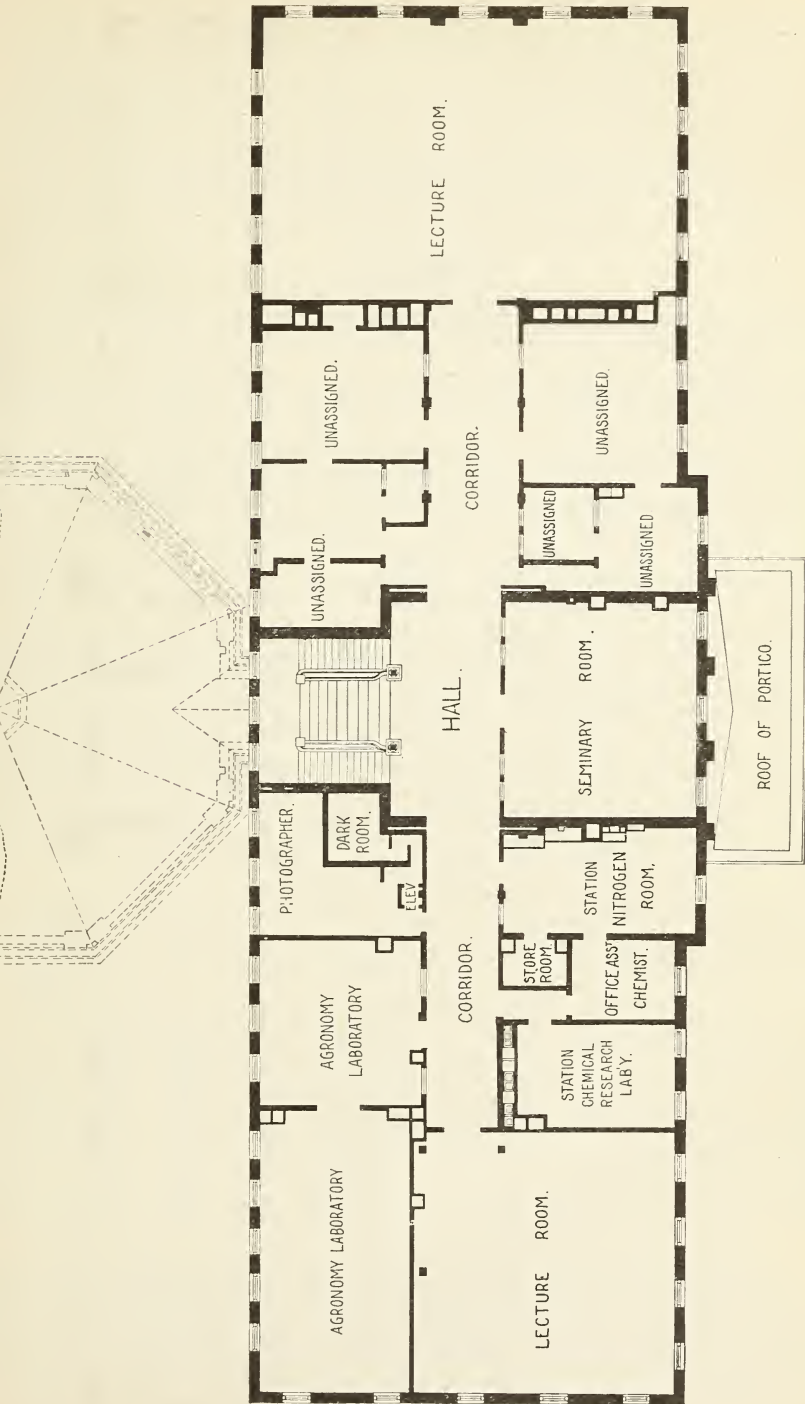 AGRONOMY LABORATORY
AGRONOMY
LABORATORY
PHOTOGRAPHER.
DARK
ROOM.
ELEV
UNASSIGNED.
UNASSIGNED.
LECTURE ROOM.
CORRIDOR.
HALL.
CORRIDOR.
LECTURE ROOM.
STATION
CHEMICAL
RESEARCH
LAB'Y.
STORE
ROOM.
OFFICE ASST
CHEMIST.
STATION
NITROGEN
ROOM.
SEMINARY ROOM.
UNASSIGNED
UNASSIGNED
UNASSIGNED.
ROOF OF PORTICO.